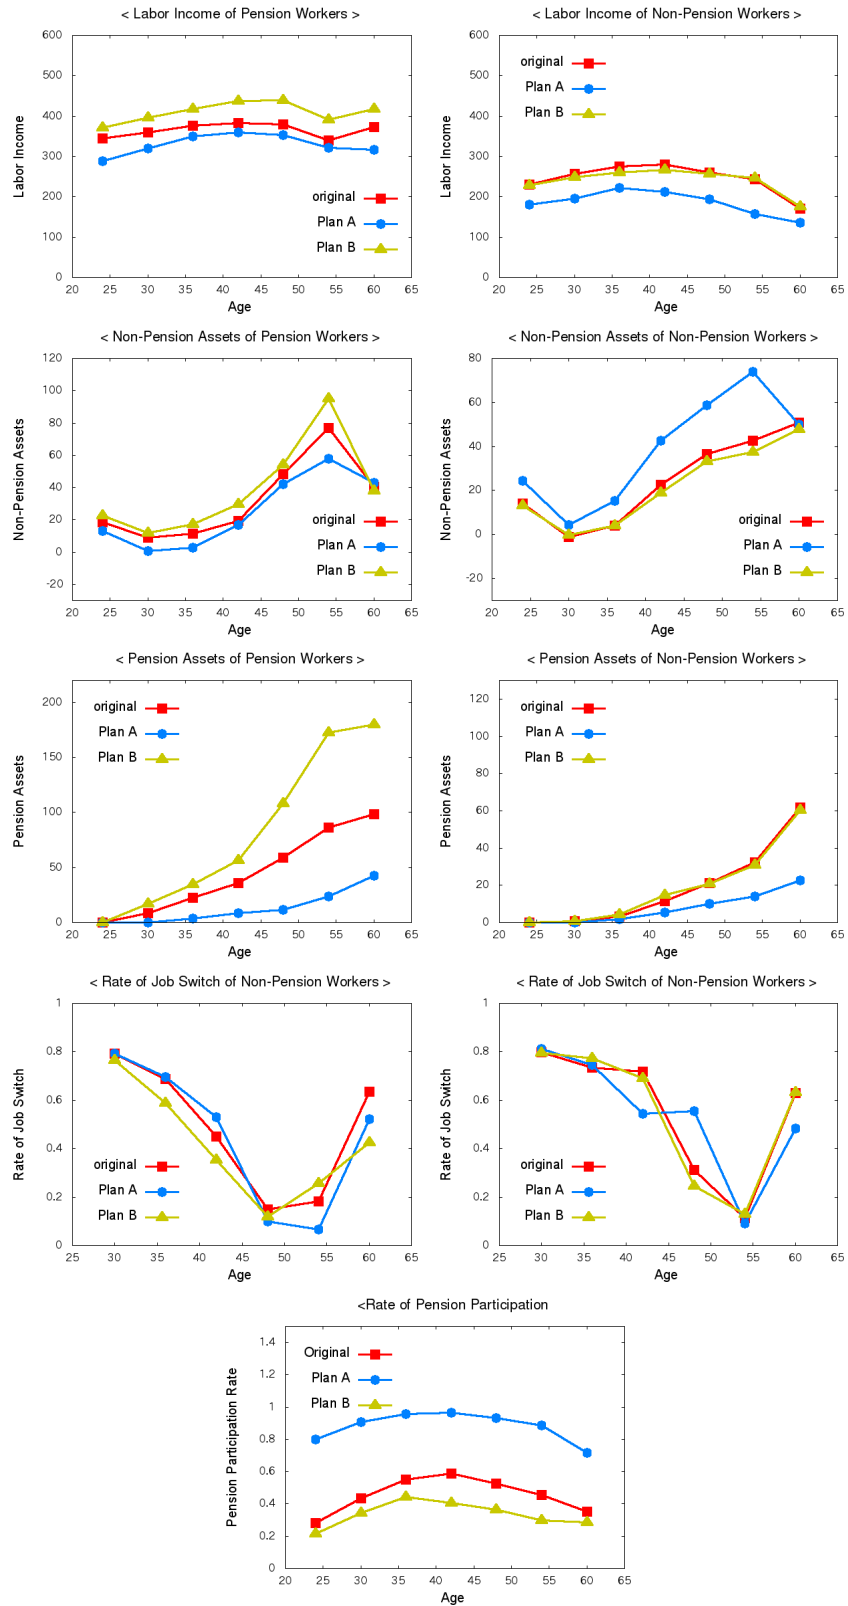 < Labor Income of Pension Workers >
600
500
400
300
200
100
0
Labor Income
original
Plan A
Plan B
20 25 30 35 40 45 50 55 60 65
Age
< Labor Income of Non-Pension Workers >
600
500
400
300
200
100
0
Labor Income
original
Plan A
Plan B
20 25 30 35 40 45 50 55 60 65
Age
< Non-Pension Assets of Pension Workers >
120
100
80
60
40
20
0
-20
Non-Pension Assets
original
Plan A
Plan B
20 25 30 35 40 45 50 55 60 65
Age
< Non-Pension Assets of Non-Pension Workers >
80
60
40
20
0
-20
Non-Pension Assets
original
Plan A
Plan B
20 25 30 35 40 45 50 55 60 65
Age
< Pension Assets of Pension Workers >
200
150
100
50
0
Pension Assets
original
Plan A
Plan B
20 25 30 35 40 45 50 55 60 65
Age
< Pension Assets of Non-Pension Workers >
120
100
80
60
40
20
0
Pension Assets
original
Plan A
Plan B
20 25 30 35 40 45 50 55 60 65
Age
< Rate of Job Switch of Non-Pension Workers >
1
0.8
0.6
0.4
0.2
0
Rate of Job Switch
original
Plan A
Plan B
25 30 35 40 45 50 55 60 65
Age
< Rate of Job Switch of Non-Pension Workers >
1
0.8
0.6
0.4
0.2
0
Rate of Job Switch
original
Plan A
Plan B
25 30 35 40 45 50 55 60 65
Age
<Rate of Pension Participation
1.4
1.2
1
0.8
0.6
0.4
0.2
0
Pension Participation Rate
Original
Plan A
Plan B
20 25 30 35 40 45 50 55 60 65
Age